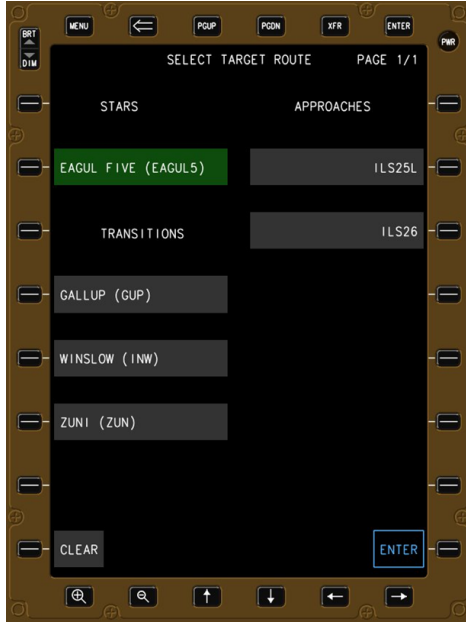 MENU PGUP PGDN XFR ENTER
BRT
DIM
PWR
SELECT TARGET ROUTE PAGE 1/1
STARS APPROACHES
EAGUL FIVE (EAGUL5) ILS25L
TRANSITIONS ILS26
GALLUP (GUP)
WINSLOW (INW)
ZUNI (ZUN)
CLEAR ENTER